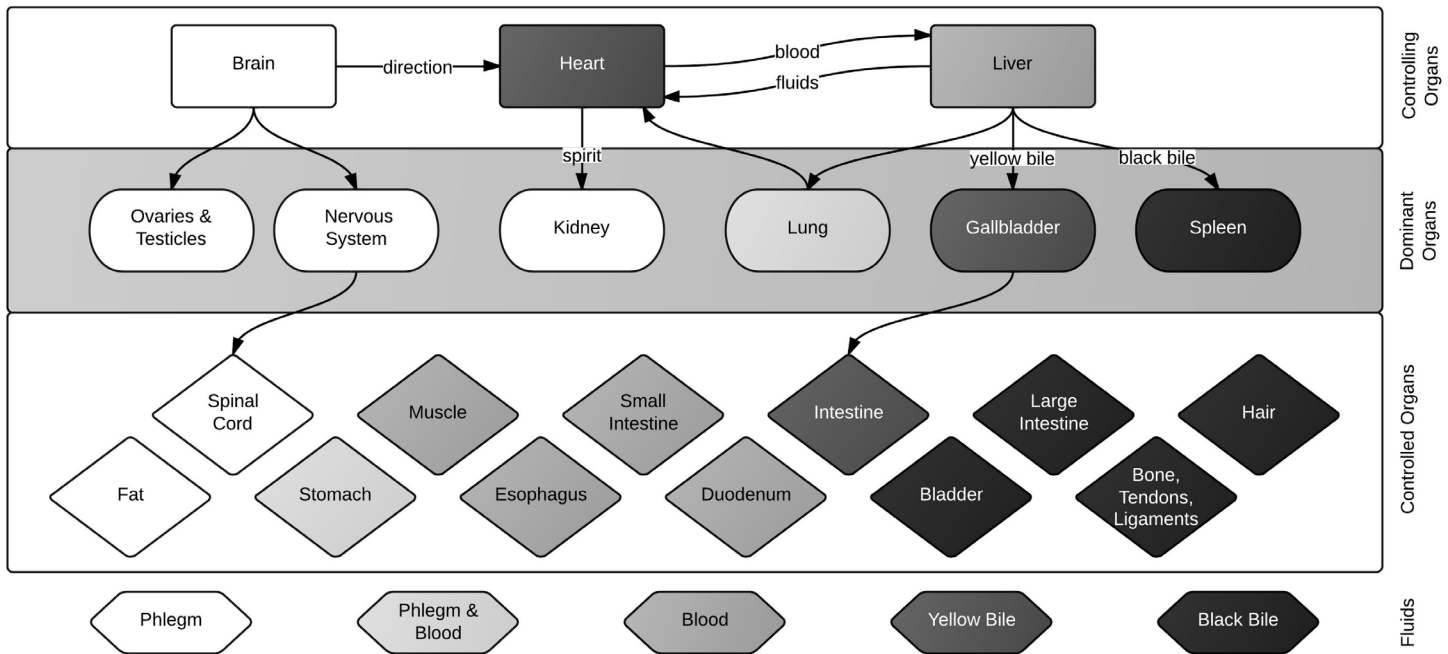 Brain
direction
Heart
blood
fluids
Liver
Controlling
Organs
spirit
yellow bile
black bile
Ovaries &
Testicles
Nervous
System
Kidney
Lung
Gallbladder
Spleen
Dominant
Organs
Spinal
Cord
Muscle
Small
Intestine
Intestine
Large
Intestine
Hair
Fat
Stomach
Esophagus
Duodenum
Bladder
Bone,
Tendons,
Ligaments
Controlled Organs
Phlegm
Phlegm &
Blood
Blood
Yellow Bile
Black Bile
Fluids